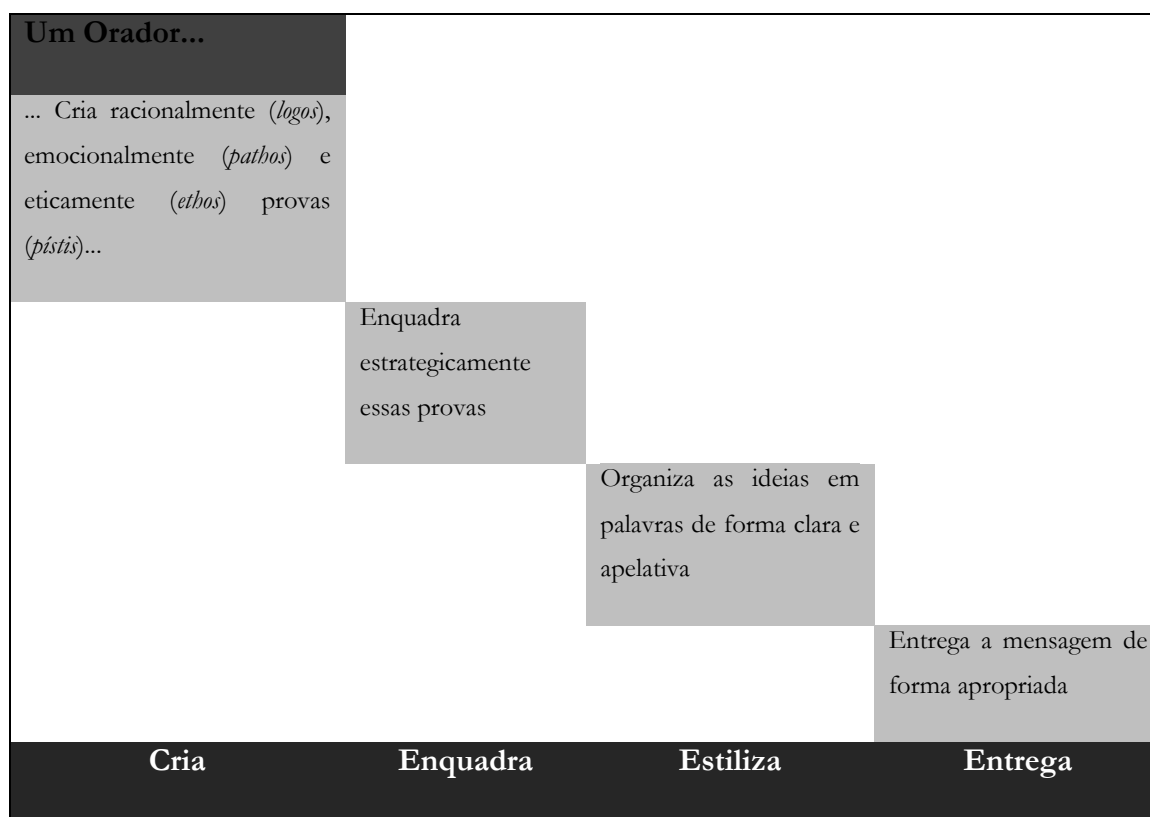 Um Orador...
... Cria racionalmente (logos),
emocionalmente (pathos) e
eticamente (ethos) provas
(pístis)...
Enquadra
estrategicamente
essas provas
Organiza as ideias em
palavras de forma clara e
apelativa
Entrega a mensagem de
forma apropriada
Cria Enquadra Estiliza Entrega